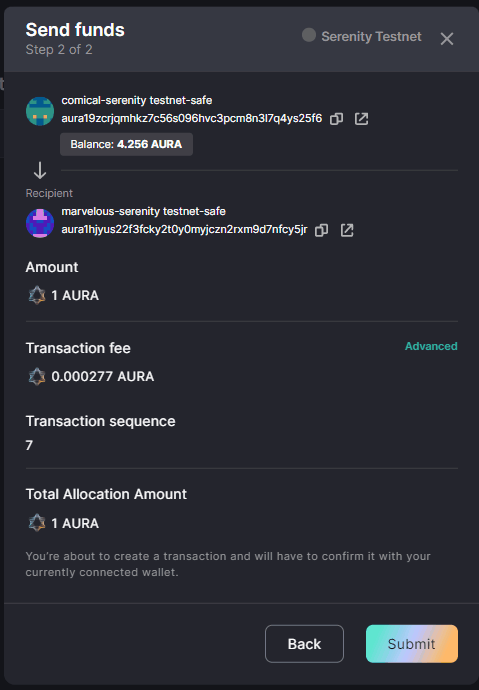 Send funds
Serenity Testnet
Step 2 of 2
comical-serenity testnet-safe
aura19zcrjqmhkz7c56s096hvc3pcm8n3l7q4ys25f6
Balance: 4.256 AURA
Recipient
marvelous-serenity testnet-safe
aura1hjyus22f3fcky2t0y0myjczn2rxm9d7nfcy5jr
Amount
1 AURA
Transaction fee
Advanced
0.000277 AURA
Transaction sequence
7
Total Allocation Amount
1 AURA
You're about to create a transaction and will have to confirm it with your
currently connected wallet.
Back
Submit